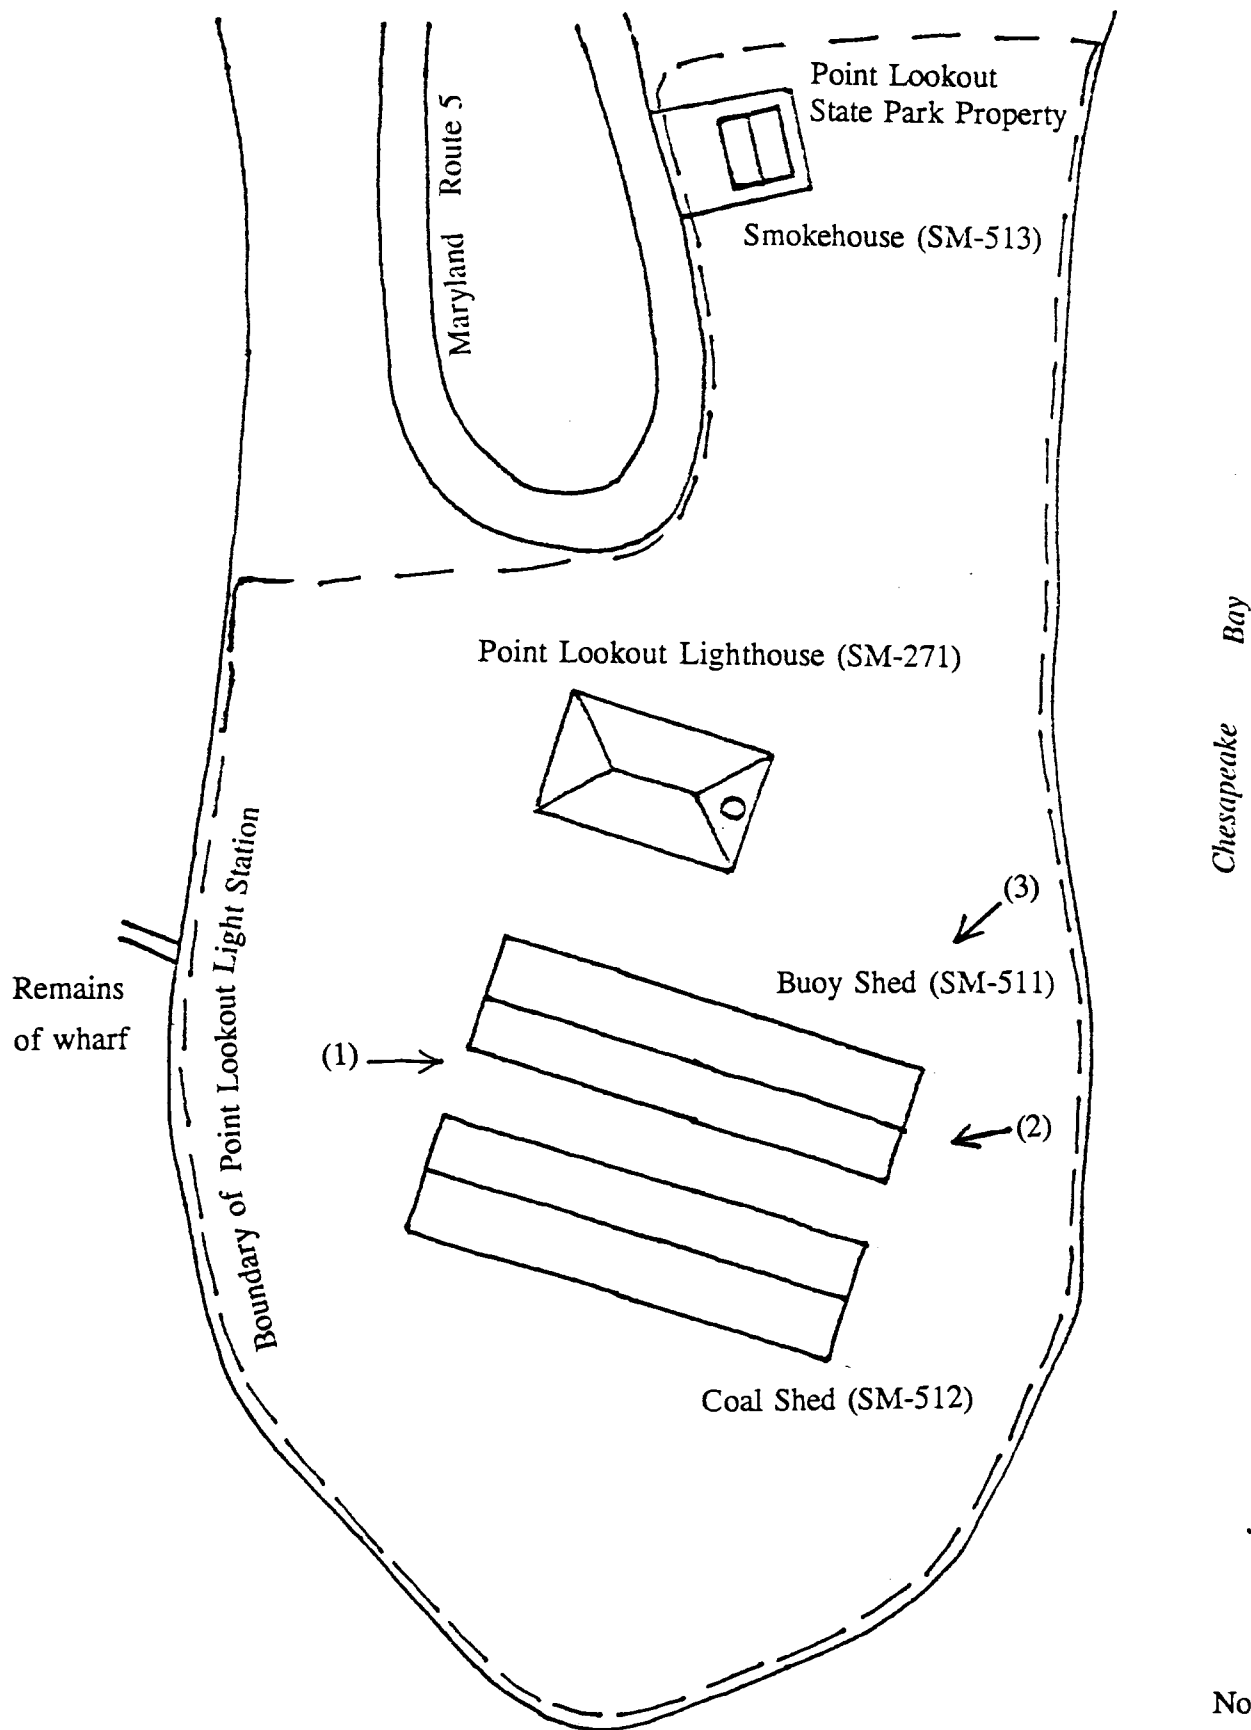 Point Lookout
State Park Property
Maryland Route 5
Smokehouse (SM-513)
Point Lookout Lighthouse (SM-271)
Chesapeake Bay
Boundary of Point Lookout Light Station
(3)
Buoy Shed (SM-511)
Remains
of wharf
(1)
(2)
Coal Shed (SM-512)
No